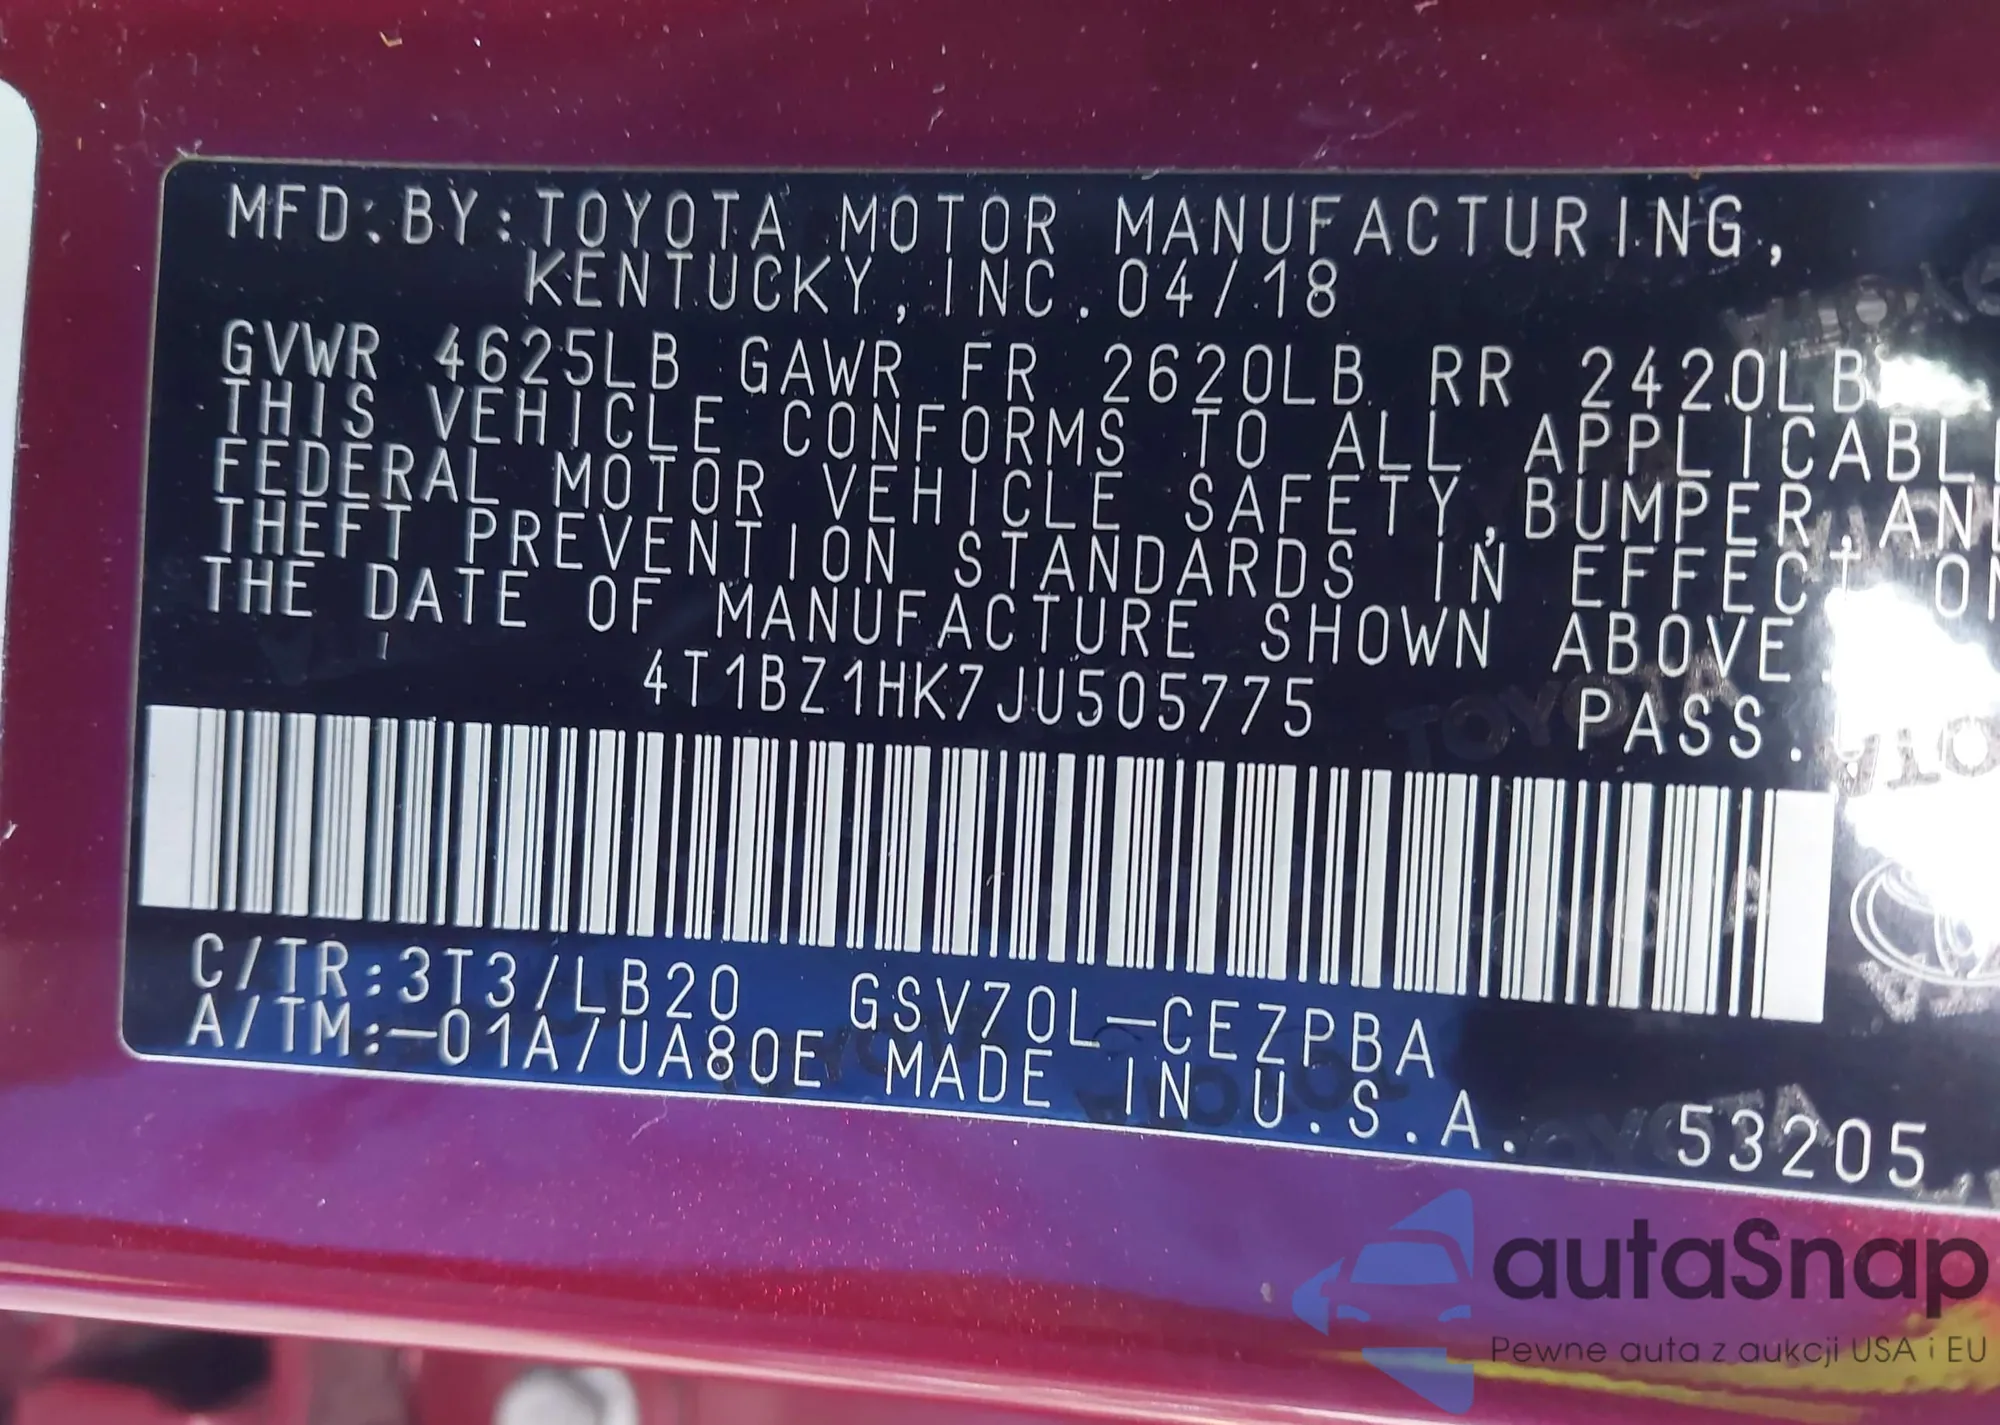 MFD.BY:TOYOTA MOTOR MANUFACTURING,
KENTUCKY,INC.04/18
GVWR 4625LB GAWR FR 2620LB RR 2420LB
THIS VEHICLE CONFORMS TO ALL APPLICABLE
FEDERAL MOTOR VEHICLE SAFETY,BUMPER,AND
THEFT PREVENTION STANDARDS IN EFFECT ON
THE DATE OF MANUFACTURE SHOWN ABOVE.
4T1BZ1HK7JU505775 PASS.
C/TR:3T3/LB20 GSV70L-CEZPBA
A/TM:-01A/UA80E MADE IN U.S.A. 53205
autaSnap
Pewne auta z aukcji USA i EU